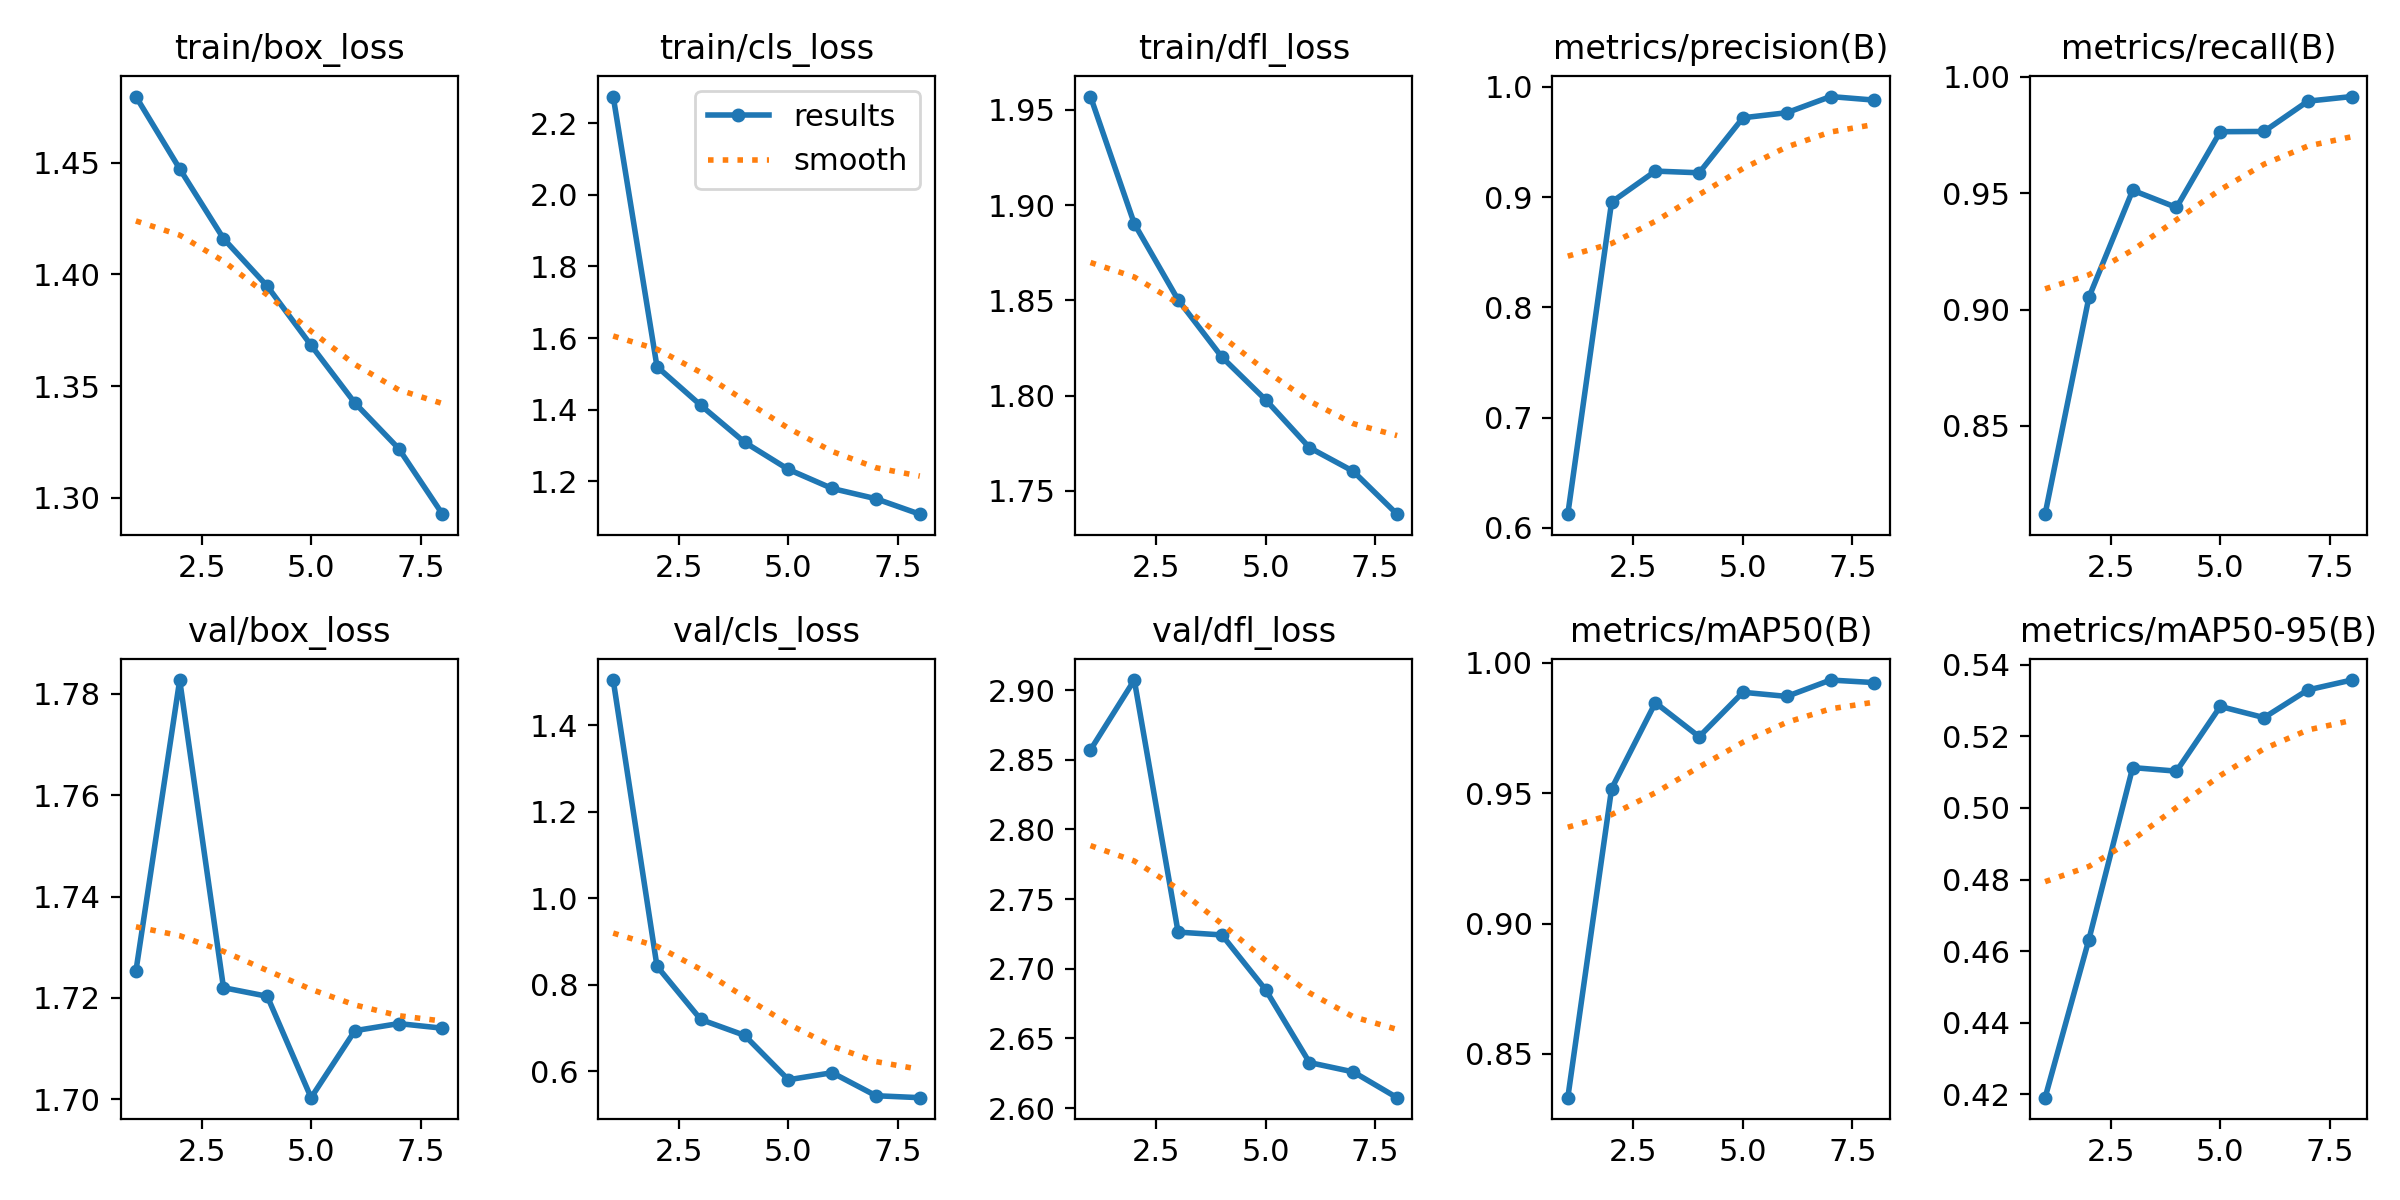 train/box_loss
1.45
1.40
1.35
1.30
2.5 5.0 7.5
train/cls_loss
results
smooth
2.2
2.0
1.8
1.6
1.4
1.2
2.5 5.0 7.5
train/dfl_loss
1.95
1.90
1.85
1.80
1.75
2.5 5.0 7.5
metrics/precision(B)
1.0
0.9
0.8
0.7
0.6
2.5 5.0 7.5
metrics/recall(B)
1.00
0.95
0.90
0.85
2.5 5.0 7.5
val/box_loss
1.78
1.76
1.74
1.72
1.70
2.5 5.0 7.5
val/cls_loss
1.4
1.2
1.0
0.8
0.6
2.5 5.0 7.5
val/dfl_loss
2.90
2.85
2.80
2.75
2.70
2.65
2.60
2.5 5.0 7.5
metrics/mAP50(B)
1.00
0.95
0.90
0.85
2.5 5.0 7.5
metrics/mAP50-95(B)
0.54
0.52
0.50
0.48
0.46
0.44
0.42
2.5 5.0 7.5